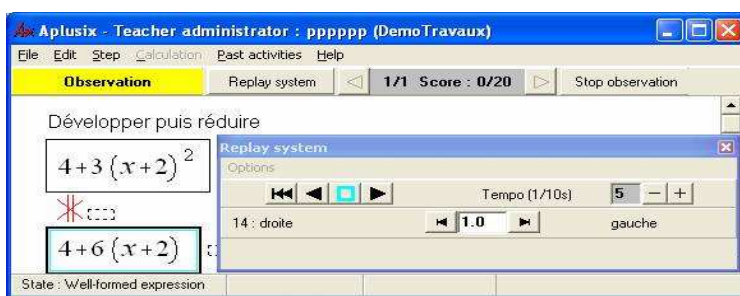 Aplusix - Teacher administrator : pppppp (DemoTravaux)
File Edit Step Calculation Past activities Help
Observation Replay system 1/1 Score : 0/20 Stop observation
Développer puis réduire
4+3(x+2)²
Replay system
Options
Tempo (1/10s) 5 − +
14 : droite 1.0 gauche
4+6(x+2)
State : Well-formed expression